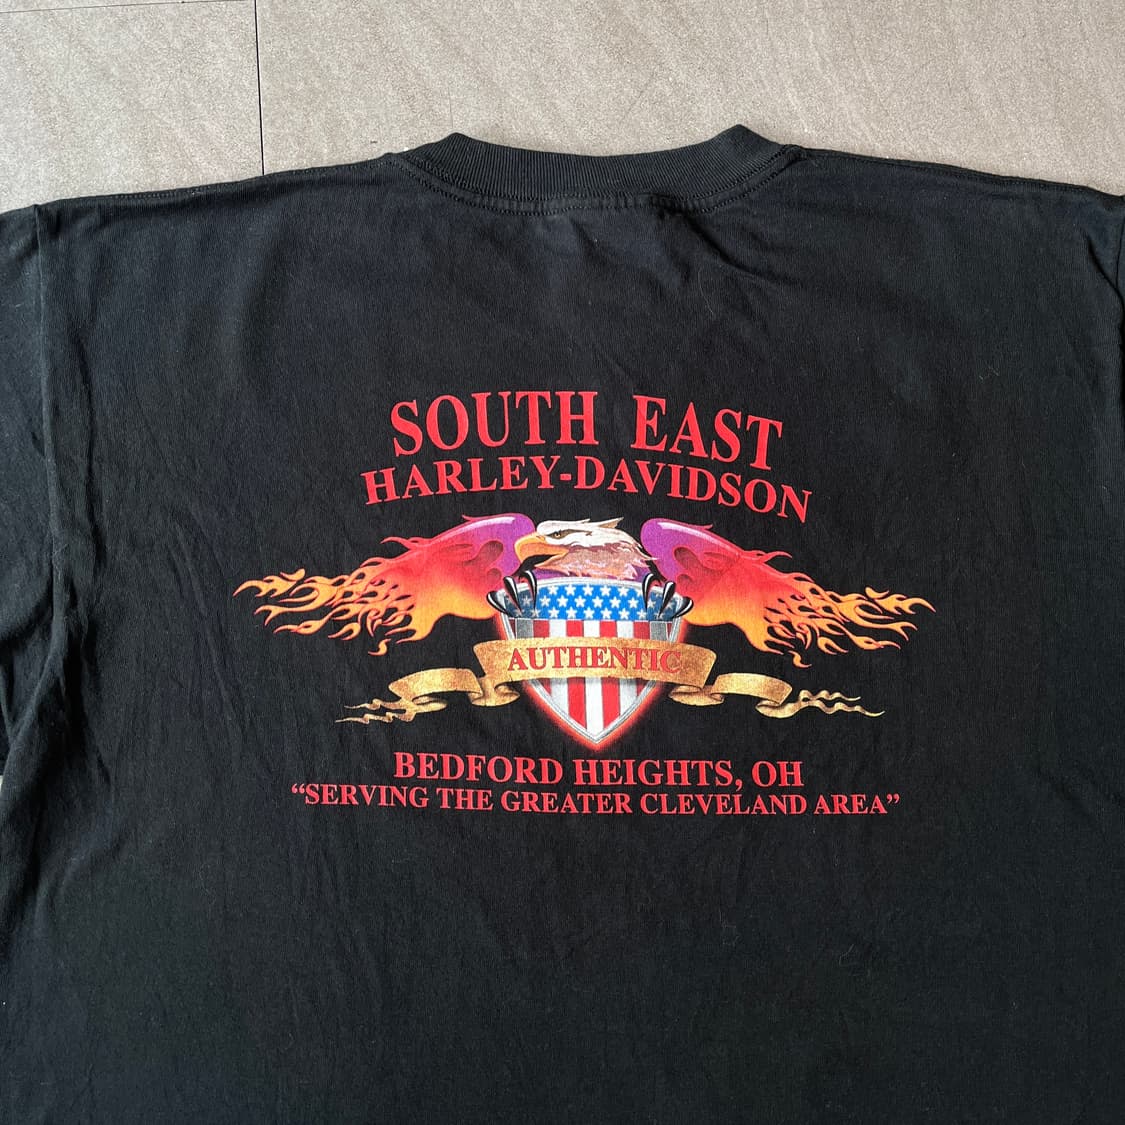 SOUTH EAST
HARLEY-DAVIDSON
AUTHENTIC
BEDFORD HEIGHTS, OH
“SERVING THE GREATER CLEVELAND AREA”